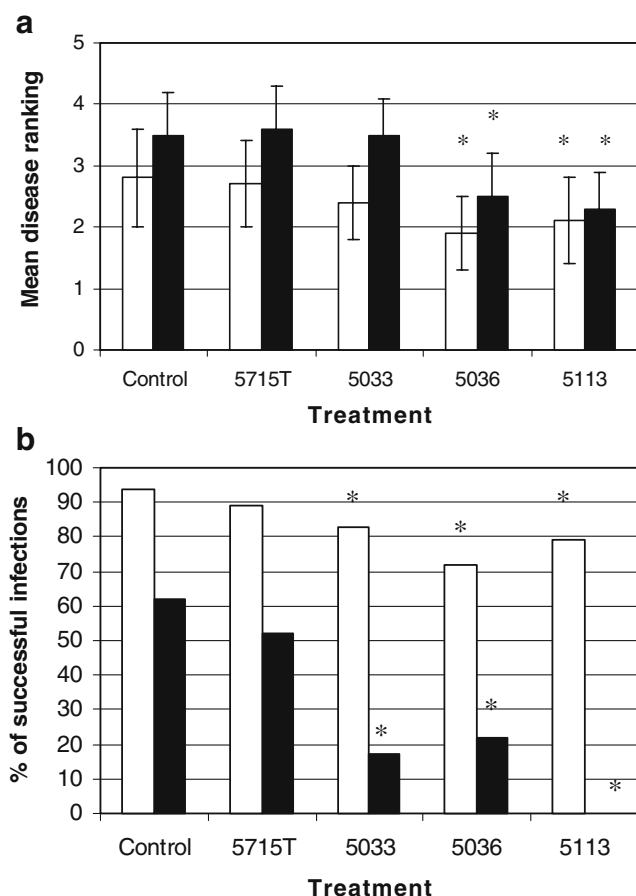 a
Mean disease ranking
5
4
3
2
1
0
* * * *
Control 5715T 5033 5036 5113
Treatment
b
% of successful infections
100
90
80
70
60
50
40
30
20
10
0
* * *
* * *
Control 5715T 5033 5036 5113
Treatment